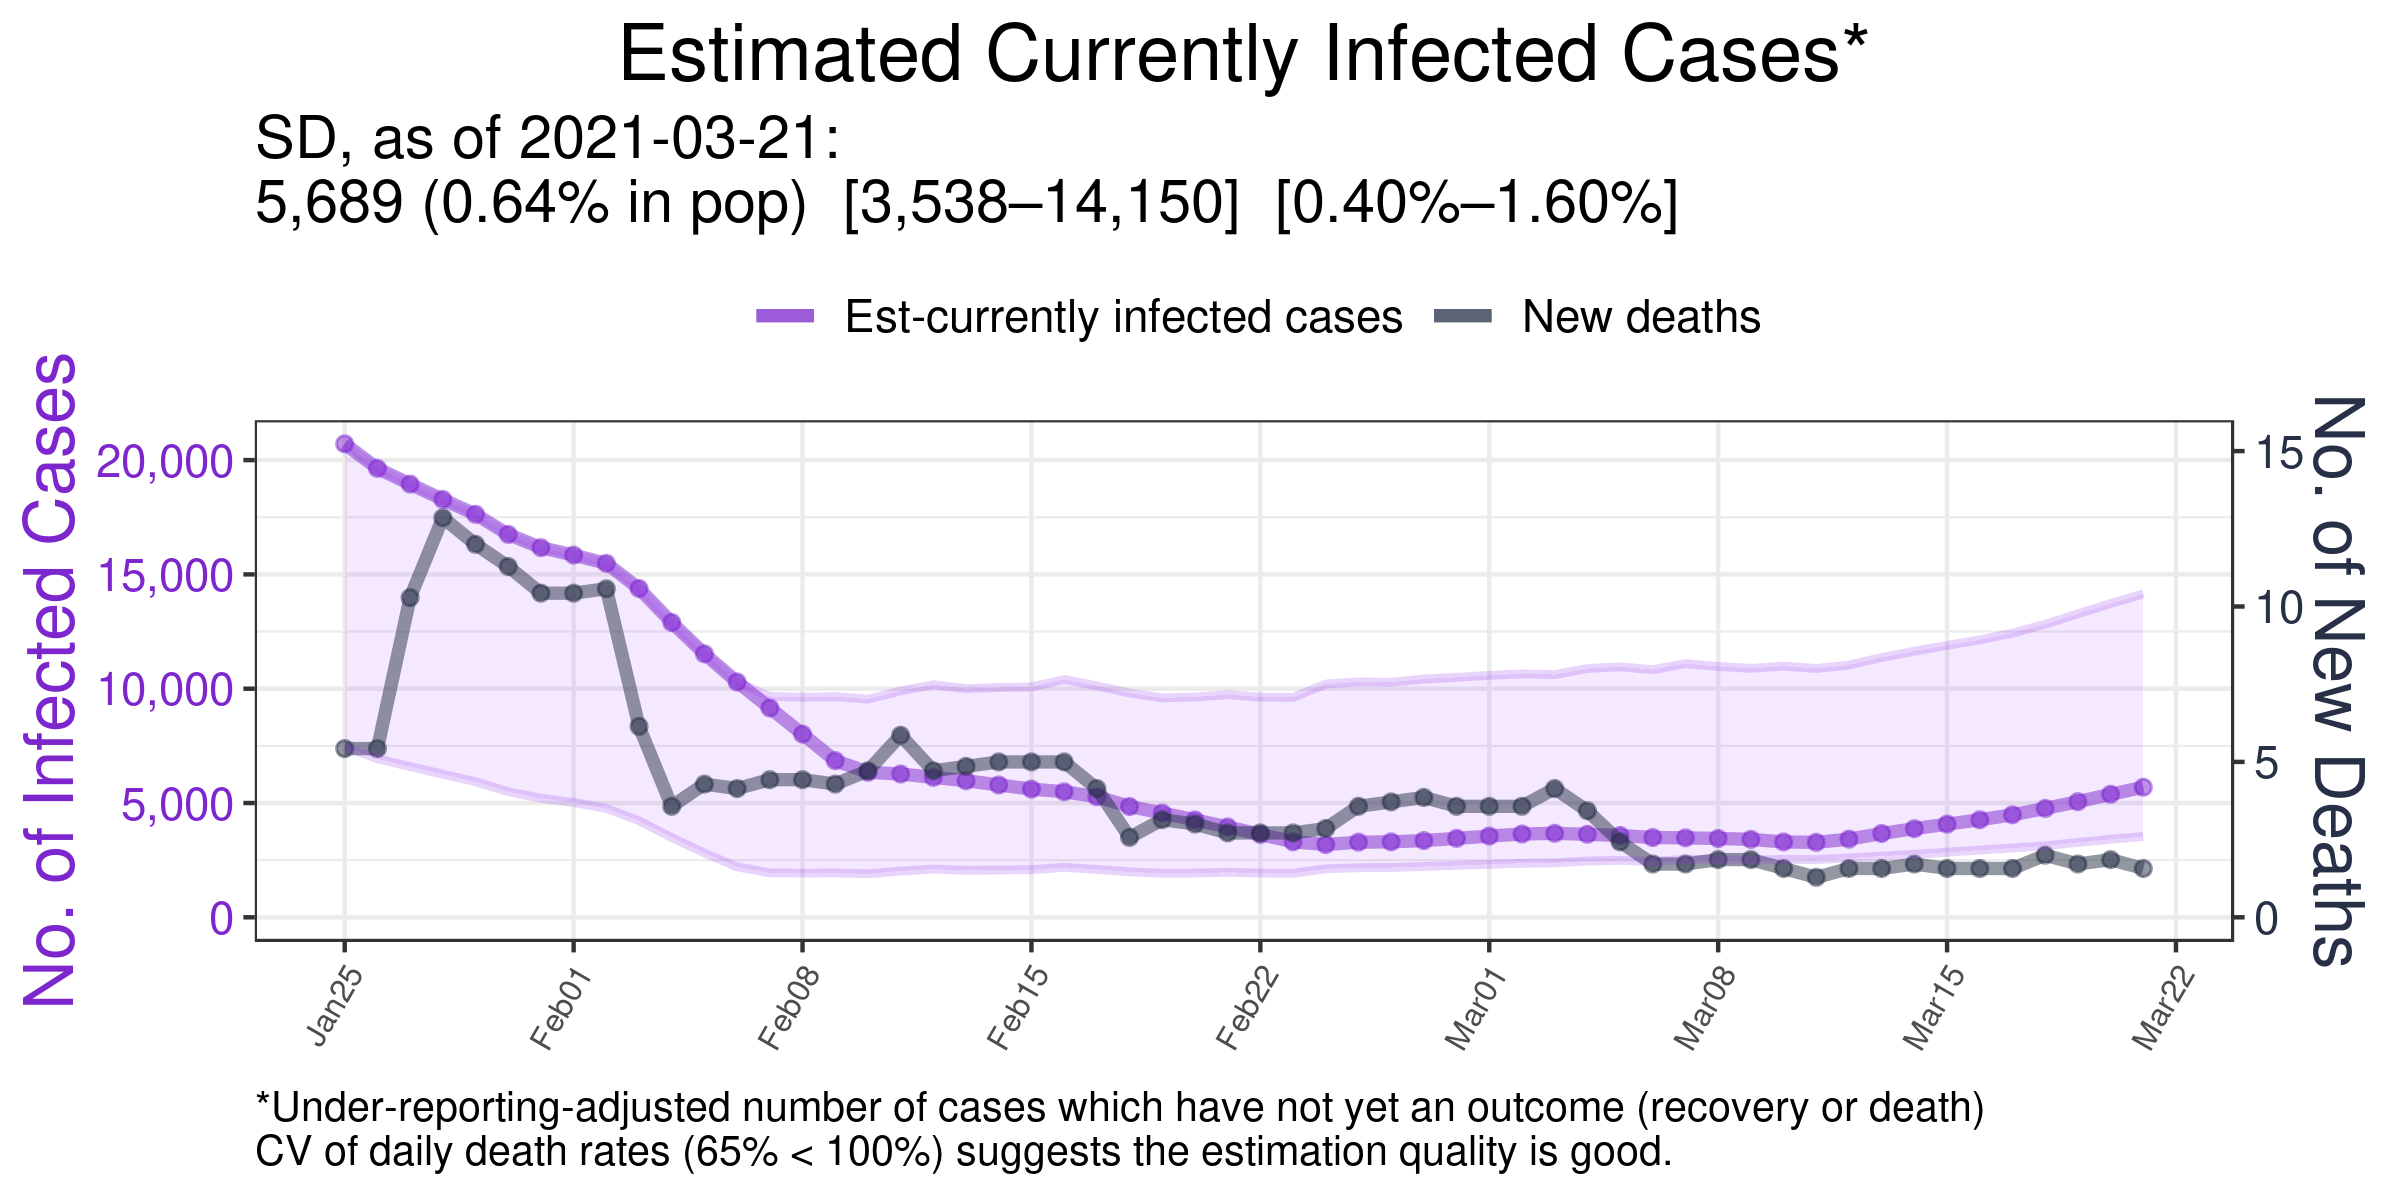 Estimated Currently Infected Cases*
SD, as of 2021-03-21:
5,689 (0.64% in pop)  [3,538–14,150]  [0.40%–1.60%]
Est-currently infected cases
New deaths
No. of Infected Cases
20,000
15,000
10,000
5,000
0
15
10
5
0
No. of New Deaths
Jan25
Feb01
Feb08
Feb15
Feb22
Mar01
Mar08
Mar15
Mar22
*Under-reporting-adjusted number of cases which have not yet an outcome (recovery or death)
CV of daily death rates (65% < 100%) suggests the estimation quality is good.